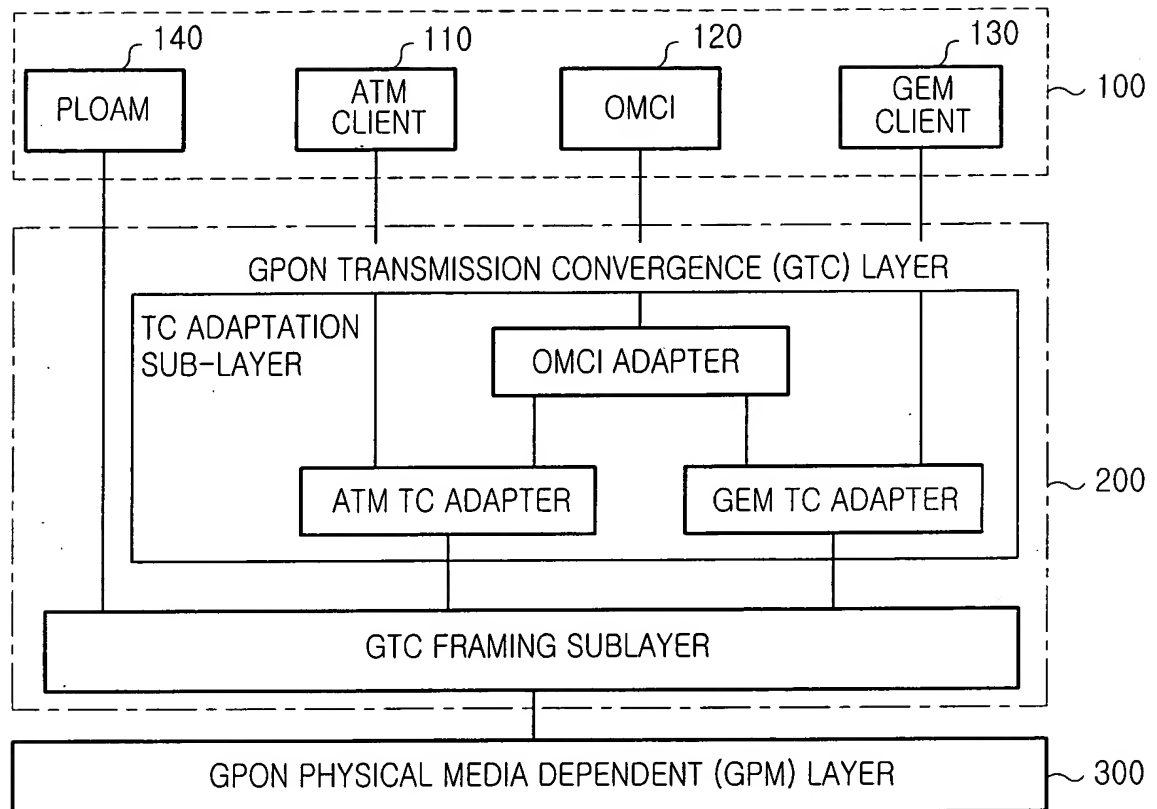 140
110
120
130
PLOAM
ATM
CLIENT
OMCI
GEM
CLIENT
100
GPON TRANSMISSION CONVERGENCE (GTC) LAYER
TC ADAPTATION
SUB-LAYER
OMCI ADAPTER
ATM TC ADAPTER
GEM TC ADAPTER
200
GTC FRAMING SUBLAYER
GPON PHYSICAL MEDIA DEPENDENT (GPM) LAYER
300